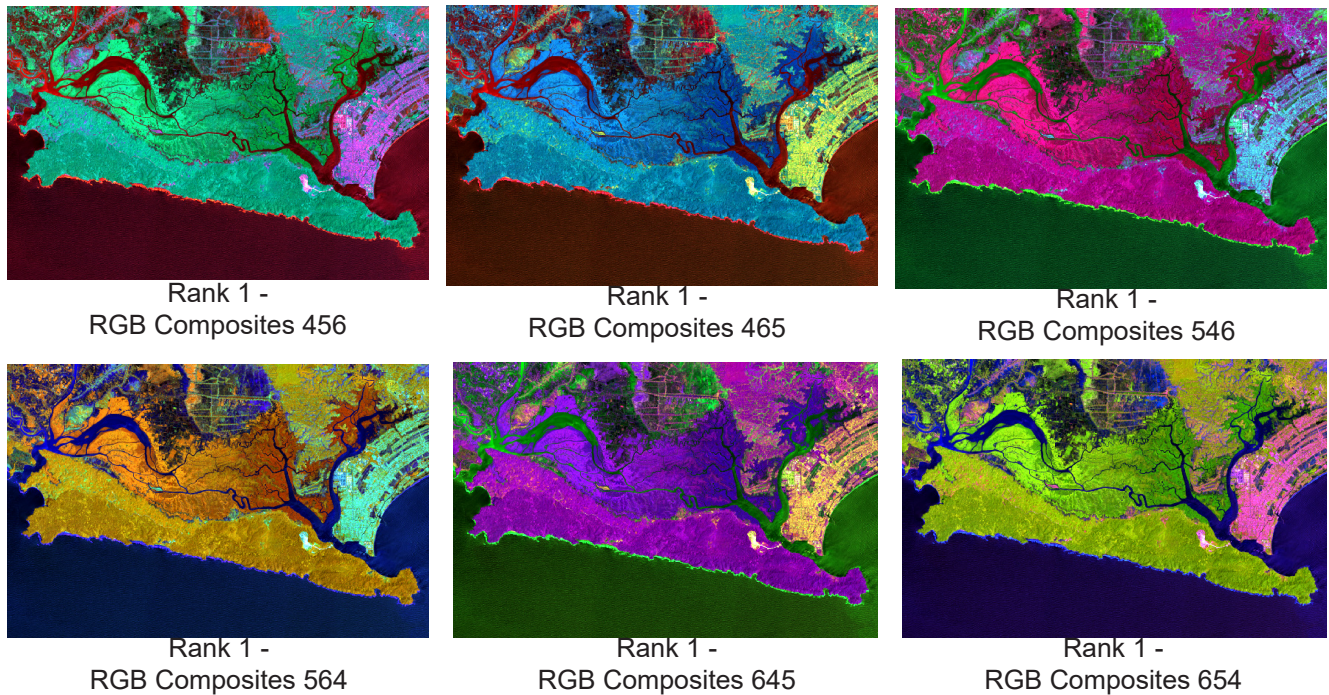 Rank 1 -
RGB Composites 456
Rank 1 -
RGB Composites 465
Rank 1 -
RGB Composites 546
Rank 1 -
RGB Composites 564
Rank 1 -
RGB Composites 645
Rank 1 -
RGB Composites 654